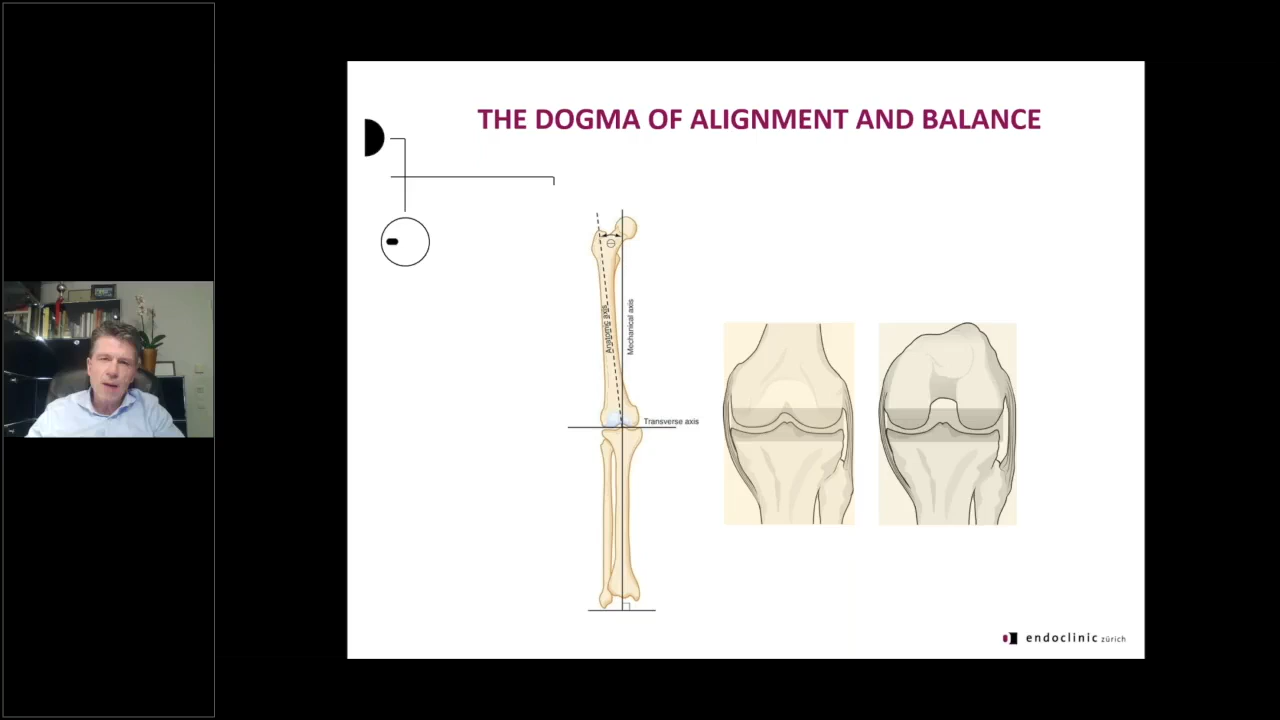 THE DOGMA OF ALIGNMENT AND BALANCE
Θ
Anatomic axis
Mechanical axis
Transverse axis
endoclinic zürich